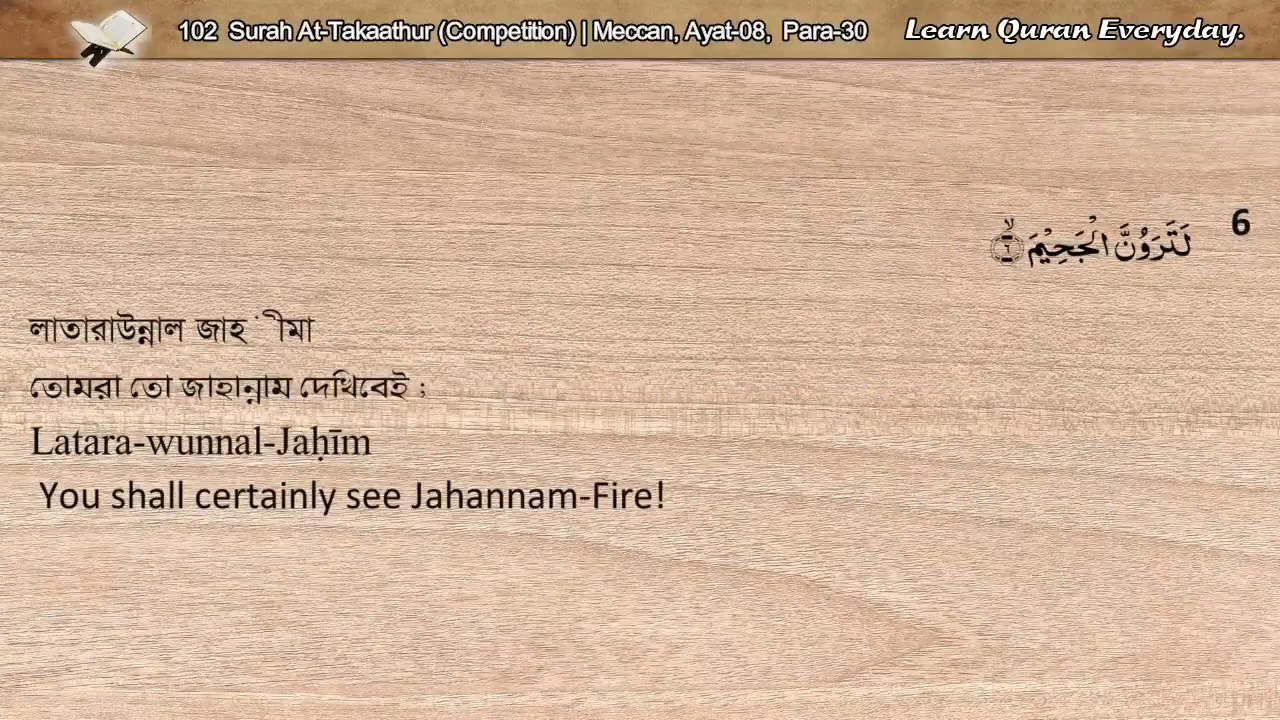 102 Surah At-Takaathur (Competition) | Meccan, Ayat-08, Para-30 Learn Quran Everyday.
6
لَتَرَوُنَّ الْجَحِيْمَ ۙ﴿٦﴾
লাতারাউন্নাল জাহ ·ীমা
তোমরা তো জাহান্নাম দেখিবেই ;
Latara-wunnal-Jaḥīm
You shall certainly see Jahannam-Fire!